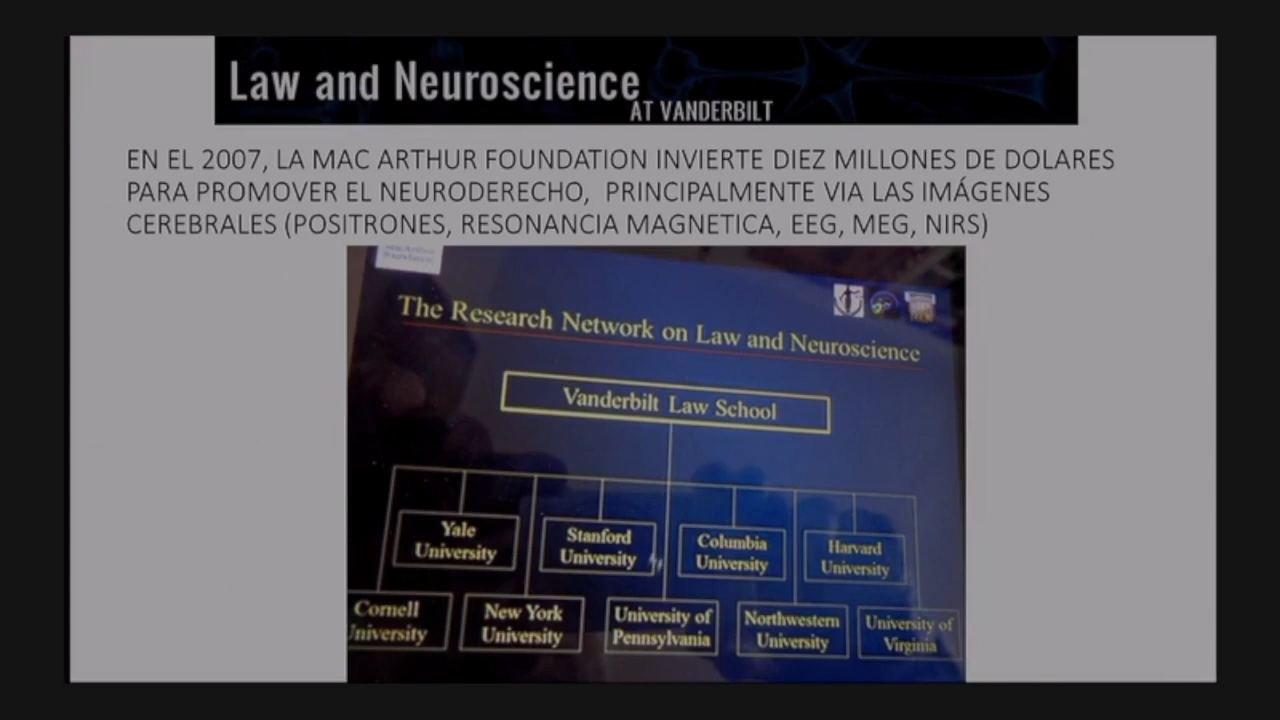 Law and Neuroscience
AT VANDERBILT
EN EL 2007, LA MAC ARTHUR FOUNDATION INVIERTE DIEZ MILLONES DE DOLARES
PARA PROMOVER EL NEURODERECHO, PRINCIPALMENTE VIA LAS IMÁGENES
CEREBRALES (POSITRONES, RESONANCIA MAGNETICA, EEG, MEG, NIRS)
The Research Network on Law and Neuroscience
Vanderbilt Law School
Yale
University
Stanford
University
Columbia
University
Harvard
University
Cornell
University
New York
University
University of
Pennsylvania
Northwestern
University
University of
Virginia